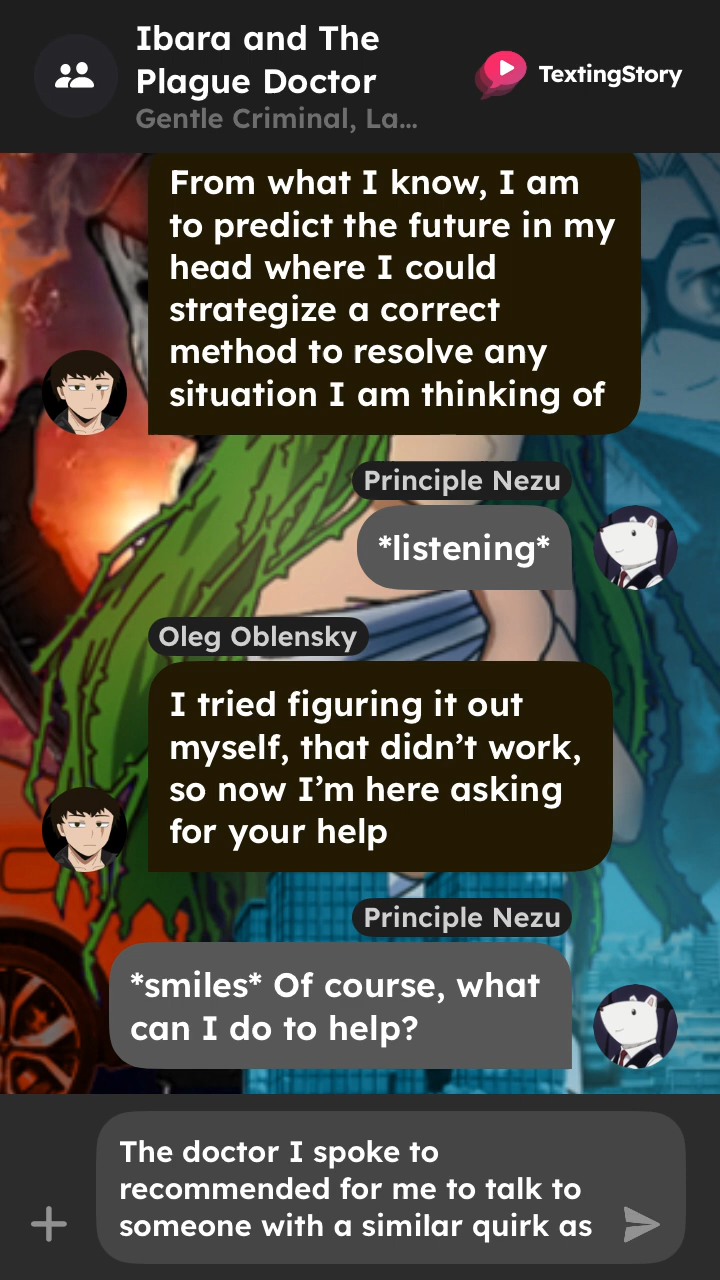 Ibara and The
Plague Doctor
Gentle Criminal, La...
TextingStory
From what I know, I am
to predict the future in my
head where I could
strategize a correct
method to resolve any
situation I am thinking of
Principle Nezu
*listening*
Oleg Oblensky
I tried figuring it out
myself, that didn’t work,
so now I’m here asking
for your help
Principle Nezu
*smiles* Of course, what
can I do to help?
The doctor I spoke to
recommended for me to talk to
someone with a similar quirk as